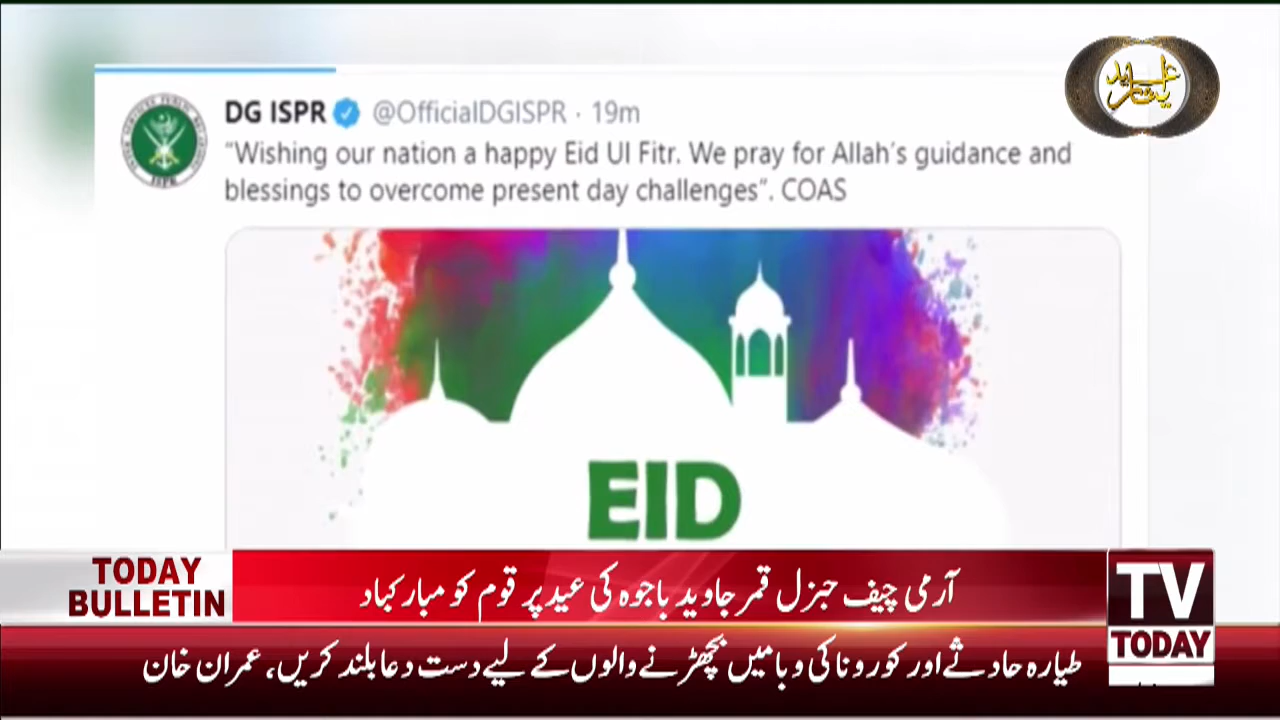 DG ISPR @OfficialDGISPR · 19m
“Wishing our nation a happy Eid Ul Fitr. We pray for Allah's guidance and
blessings to overcome present day challenges”. COAS
EID
TODAY
BULLETIN
آرمی چیف جنرل قمر جاوید باجوہ کی عید پر قوم کو مبارکباد
TV
TODAY
طیارہ حادثے اور کورونا کی وبا میں بچھڑنے والوں کے لیے دست دعا بلند کریں، عمران خان